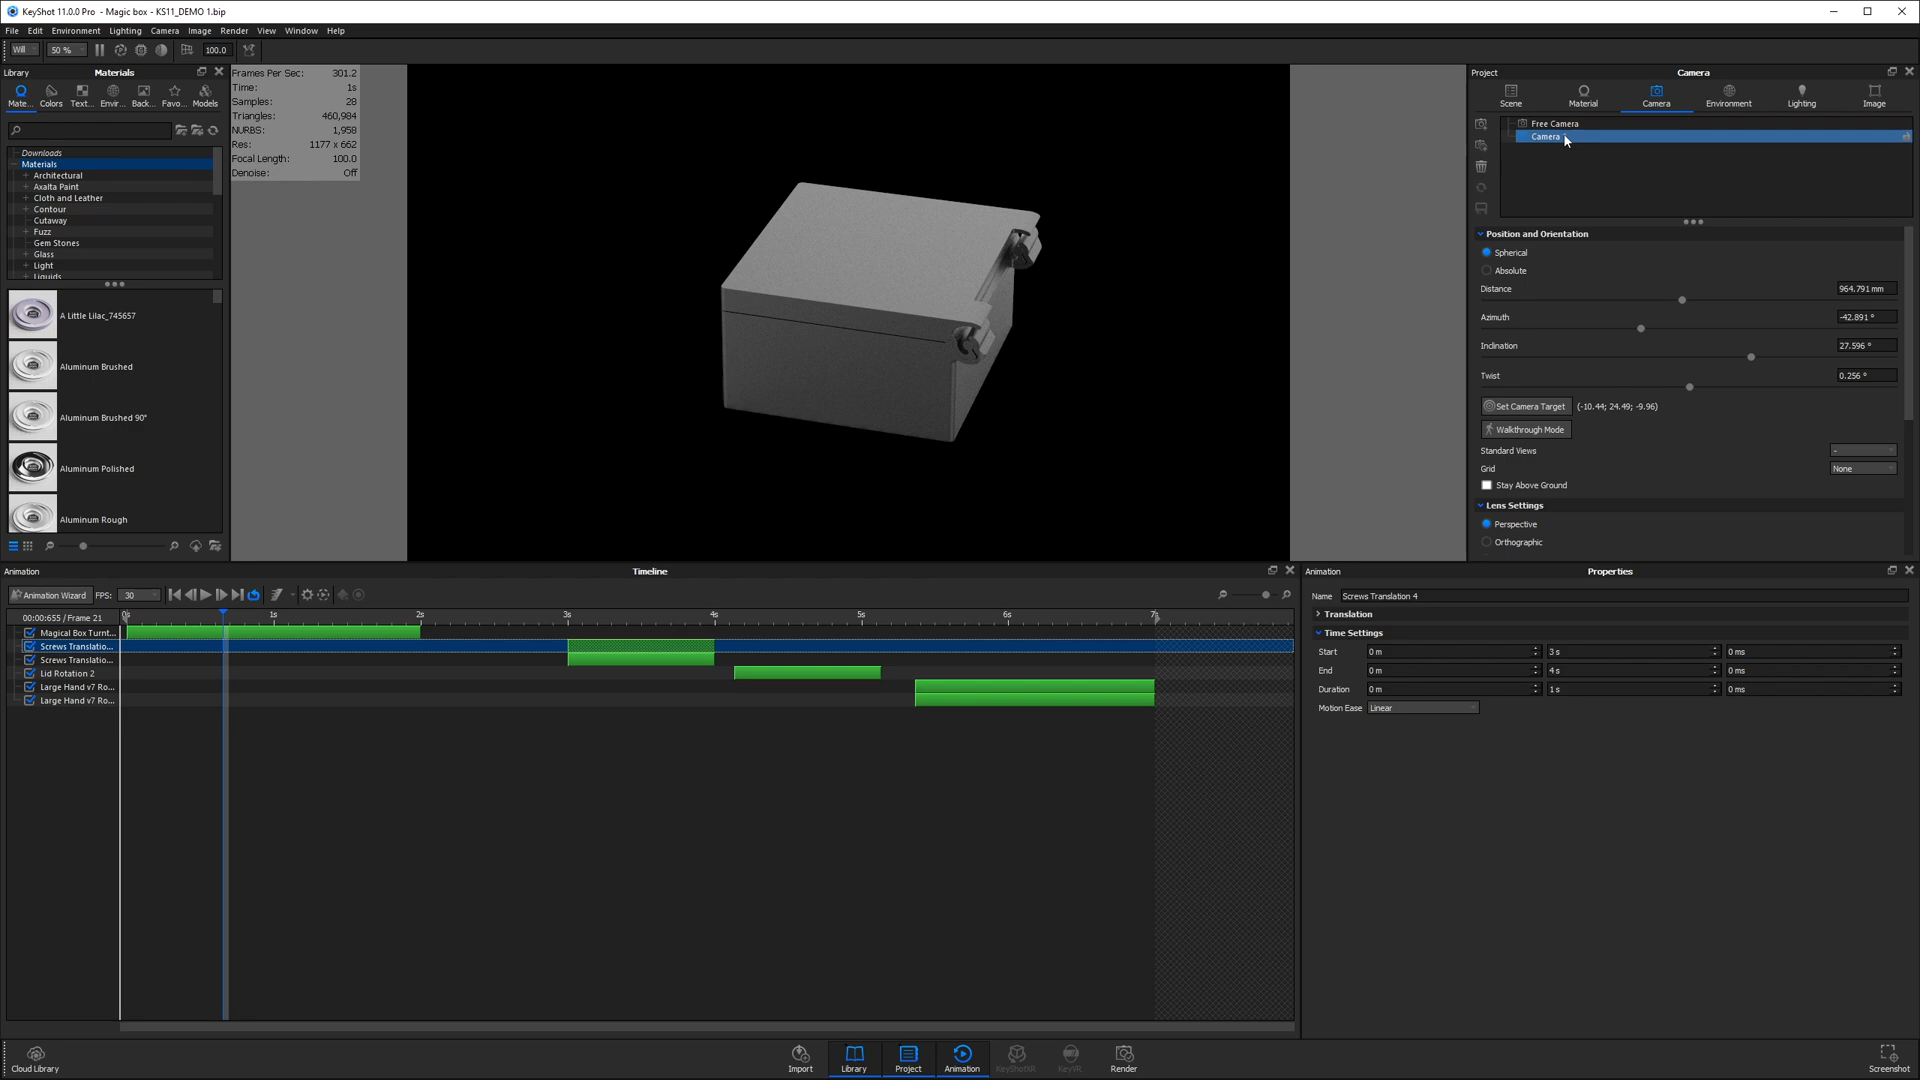 KeyShot 11.0.0 Pro - Magic box - KS11_DEMO 1.bip
File Edit Environment Lighting Camera Image Render View Window Help
Will 50 % 100.0
Library Materials
Mate... Colors Text... Envir... Back... Favo... Models
Downloads
Materials
Architectural
Axalta Paint
Cloth and Leather
Contour
Cutaway
Fuzz
Gem Stones
Glass
Light
Liquids
A Little Lilac_745657
Aluminum Brushed
Aluminum Brushed 90°
Aluminum Polished
Aluminum Rough
Frames Per Sec: 301.2
Time: 1s
Samples: 28
Triangles: 460,984
NURBS: 1,958
Res: 1177 x 662
Focal Length: 100.0
Denoise: Off
Project Camera
Scene Material Camera Environment Lighting Image
Free Camera
Camera
Position and Orientation
Spherical
Absolute
Distance 964.791 mm
Azimuth -42.891 °
Inclination 27.596 °
Twist 0.256 °
Set Camera Target (-10.44; 24.49; -9.96)
Walkthrough Mode
Standard Views -
Grid None
Stay Above Ground
Lens Settings
Perspective
Orthographic
Animation Timeline
Animation Wizard FPS: 30
00:00:655 / Frame 21 0s 1s 2s 3s 4s 5s 6s 7s
Magical Box Turnt...
Screws Translatio...
Screws Translatio...
Lid Rotation 2
Large Hand v7 Ro...
Large Hand v7 Ro...
Animation Properties
Name Screws Translation 4
Translation
Time Settings
Start 0 m 3 s 0 ms
End 0 m 4 s 0 ms
Duration 0 m 1 s 0 ms
Motion Ease Linear
Cloud Library Import Library Project Animation KeyShotXR KeyVR Render Screenshot